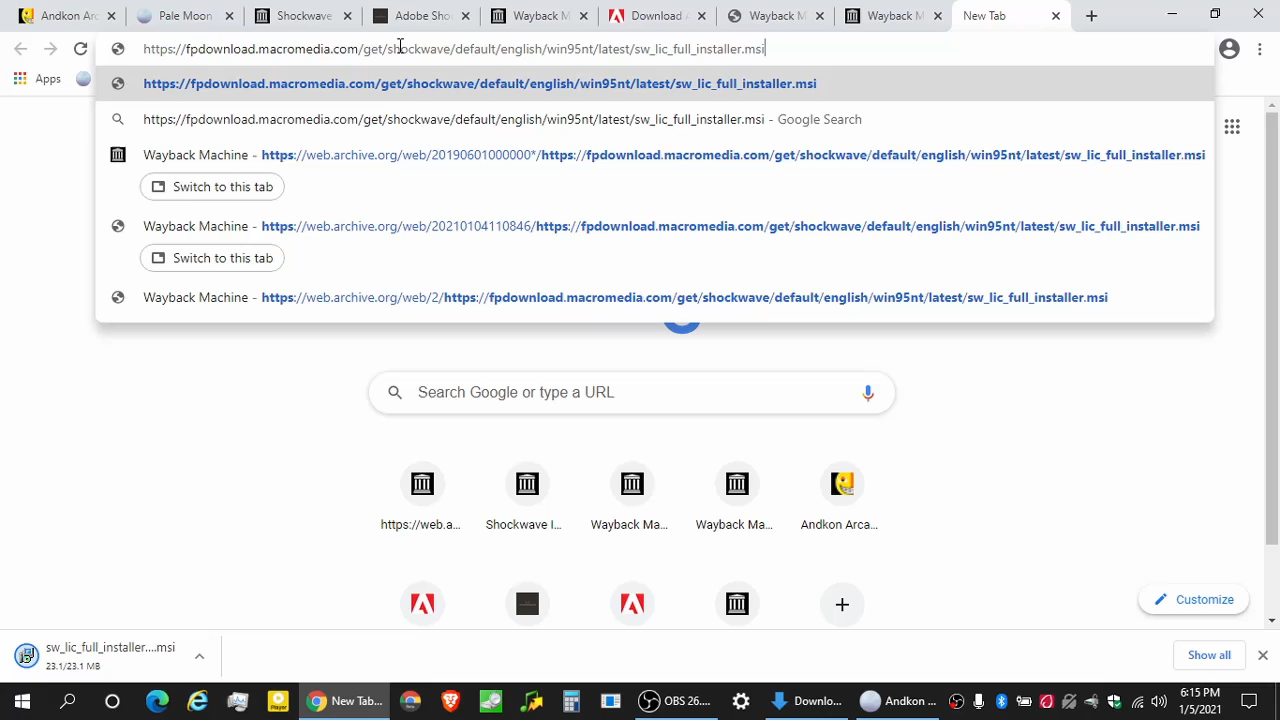 Andkon Arc
Pale Moon
Shockwave
Adobe Sho
Wayback M
Download A
Wayback M
Wayback M
New Tab
https://fpdownload.macromedia.com/get/shockwave/default/english/win95nt/latest/sw_lic_full_installer.msi
Apps
https://fpdownload.macromedia.com/get/shockwave/default/english/win95nt/latest/sw_lic_full_installer.msi
https://fpdownload.macromedia.com/get/shockwave/default/english/win95nt/latest/sw_lic_full_installer.msi - Google Search
Wayback Machine - https://web.archive.org/web/20190601000000*/https://fpdownload.macromedia.com/get/shockwave/default/english/win95nt/latest/sw_lic_full_installer.msi
Switch to this tab
Wayback Machine - https://web.archive.org/web/20210104110846/https://fpdownload.macromedia.com/get/shockwave/default/english/win95nt/latest/sw_lic_full_installer.msi
Switch to this tab
Wayback Machine - https://web.archive.org/web/2/https://fpdownload.macromedia.com/get/shockwave/default/english/win95nt/latest/sw_lic_full_installer.msi
Search Google or type a URL
https://web.a...
Shockwave I...
Wayback Ma...
Wayback Ma...
Andkon Arca...
Customize
sw_lic_full_installer....msi
23.1/23.1 MB
Show all
Player
New Tab...
OBS 26....
Downlo...
Andkon ...
6:15 PM
1/5/2021